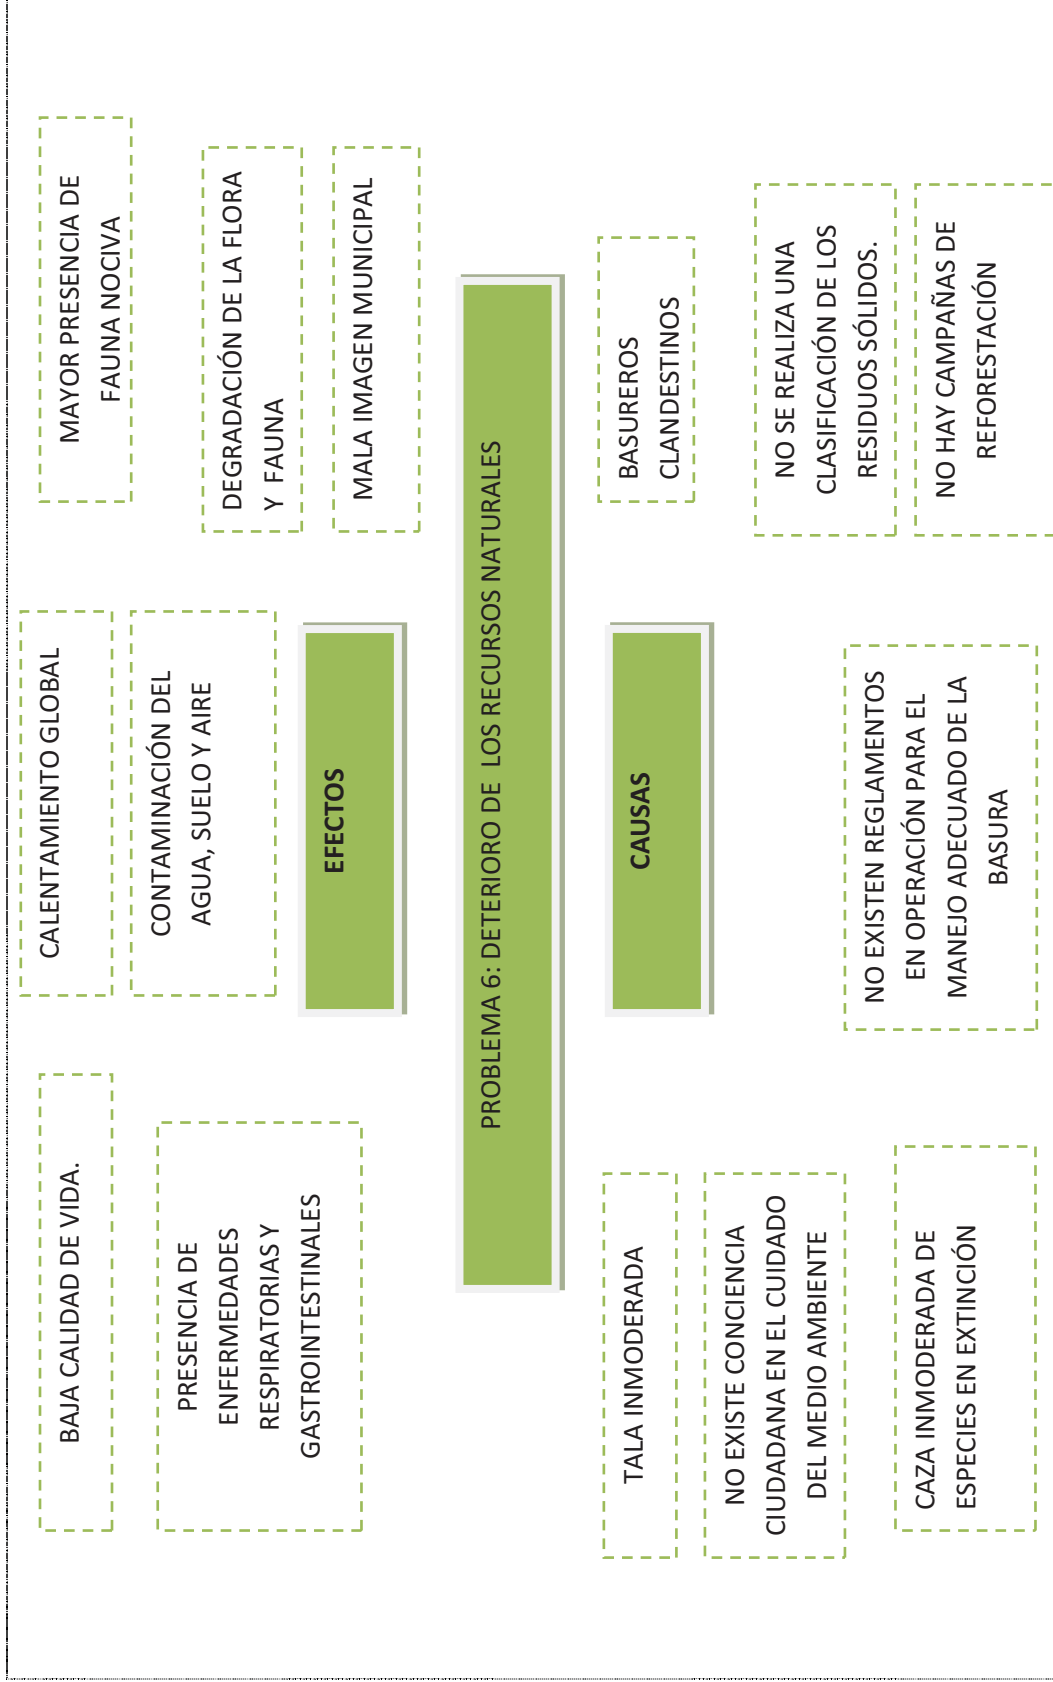 BAJA CALIDAD DE VIDA.
PRESENCIA DE
ENFERMEDADES
RESPIRATORIAS Y
GASTROINTESTINALES
CALENTAMIENTO GLOBAL
CONTAMINACIÓN DEL
AGUA, SUELO Y AIRE
MAYOR PRESENCIA DE
FAUNA NOCIVA
DEGRADACIÓN DE LA FLORA
Y FAUNA
MALA IMAGEN MUNICIPAL
EFECTOS
PROBLEMA 6: DETERIORO DE LOS RECURSOS NATURALES
CAUSAS
TALA INMODERADA
NO EXISTE CONCIENCIA
CIUDADANA EN EL CUIDADO
DEL MEDIO AMBIENTE
CAZA INMODERADA DE
ESPECIES EN EXTINCIÓN
NO EXISTEN REGLAMENTOS
EN OPERACIÓN PARA EL
MANEJO ADECUADO DE LA
BASURA
BASUREROS
CLANDESTINOS
NO SE REALIZA UNA
CLASIFICACIÓN DE LOS
RESIDUOS SÓLIDOS.
NO HAY CAMPAÑAS DE
REFORESTACIÓN